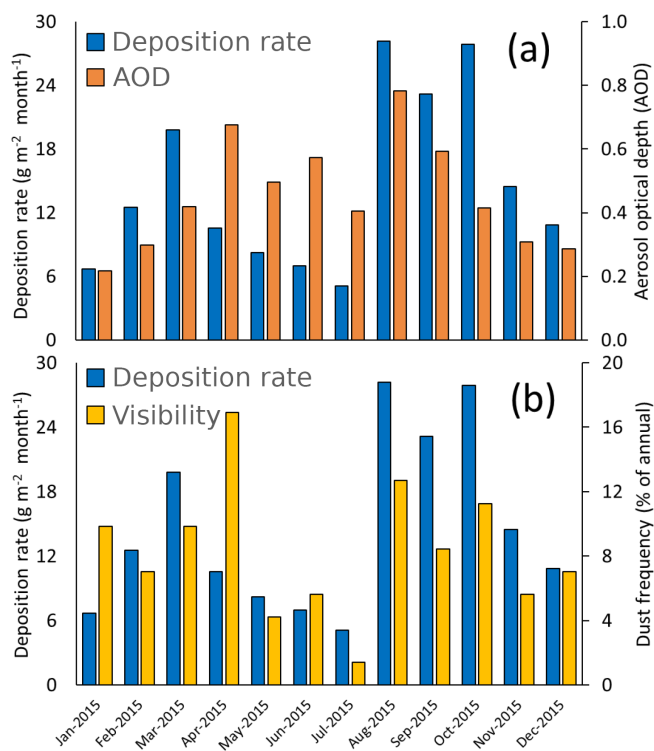 30
24
18
12
6
0
Deposition rate (g m⁻² month⁻¹)
Deposition rate
AOD
(a)
1.0
0.8
0.6
0.4
0.2
0.0
Aerosol optical depth (AOD)
30
24
18
12
6
0
Deposition rate (g m⁻² month⁻¹)
Deposition rate
Visibility
(b)
20
16
12
8
4
0
Dust frequency (% of annual)
Jan-2015
Feb-2015
Mar-2015
Apr-2015
May-2015
Jun-2015
Jul-2015
Aug-2015
Sep-2015
Oct-2015
Nov-2015
Dec-2015